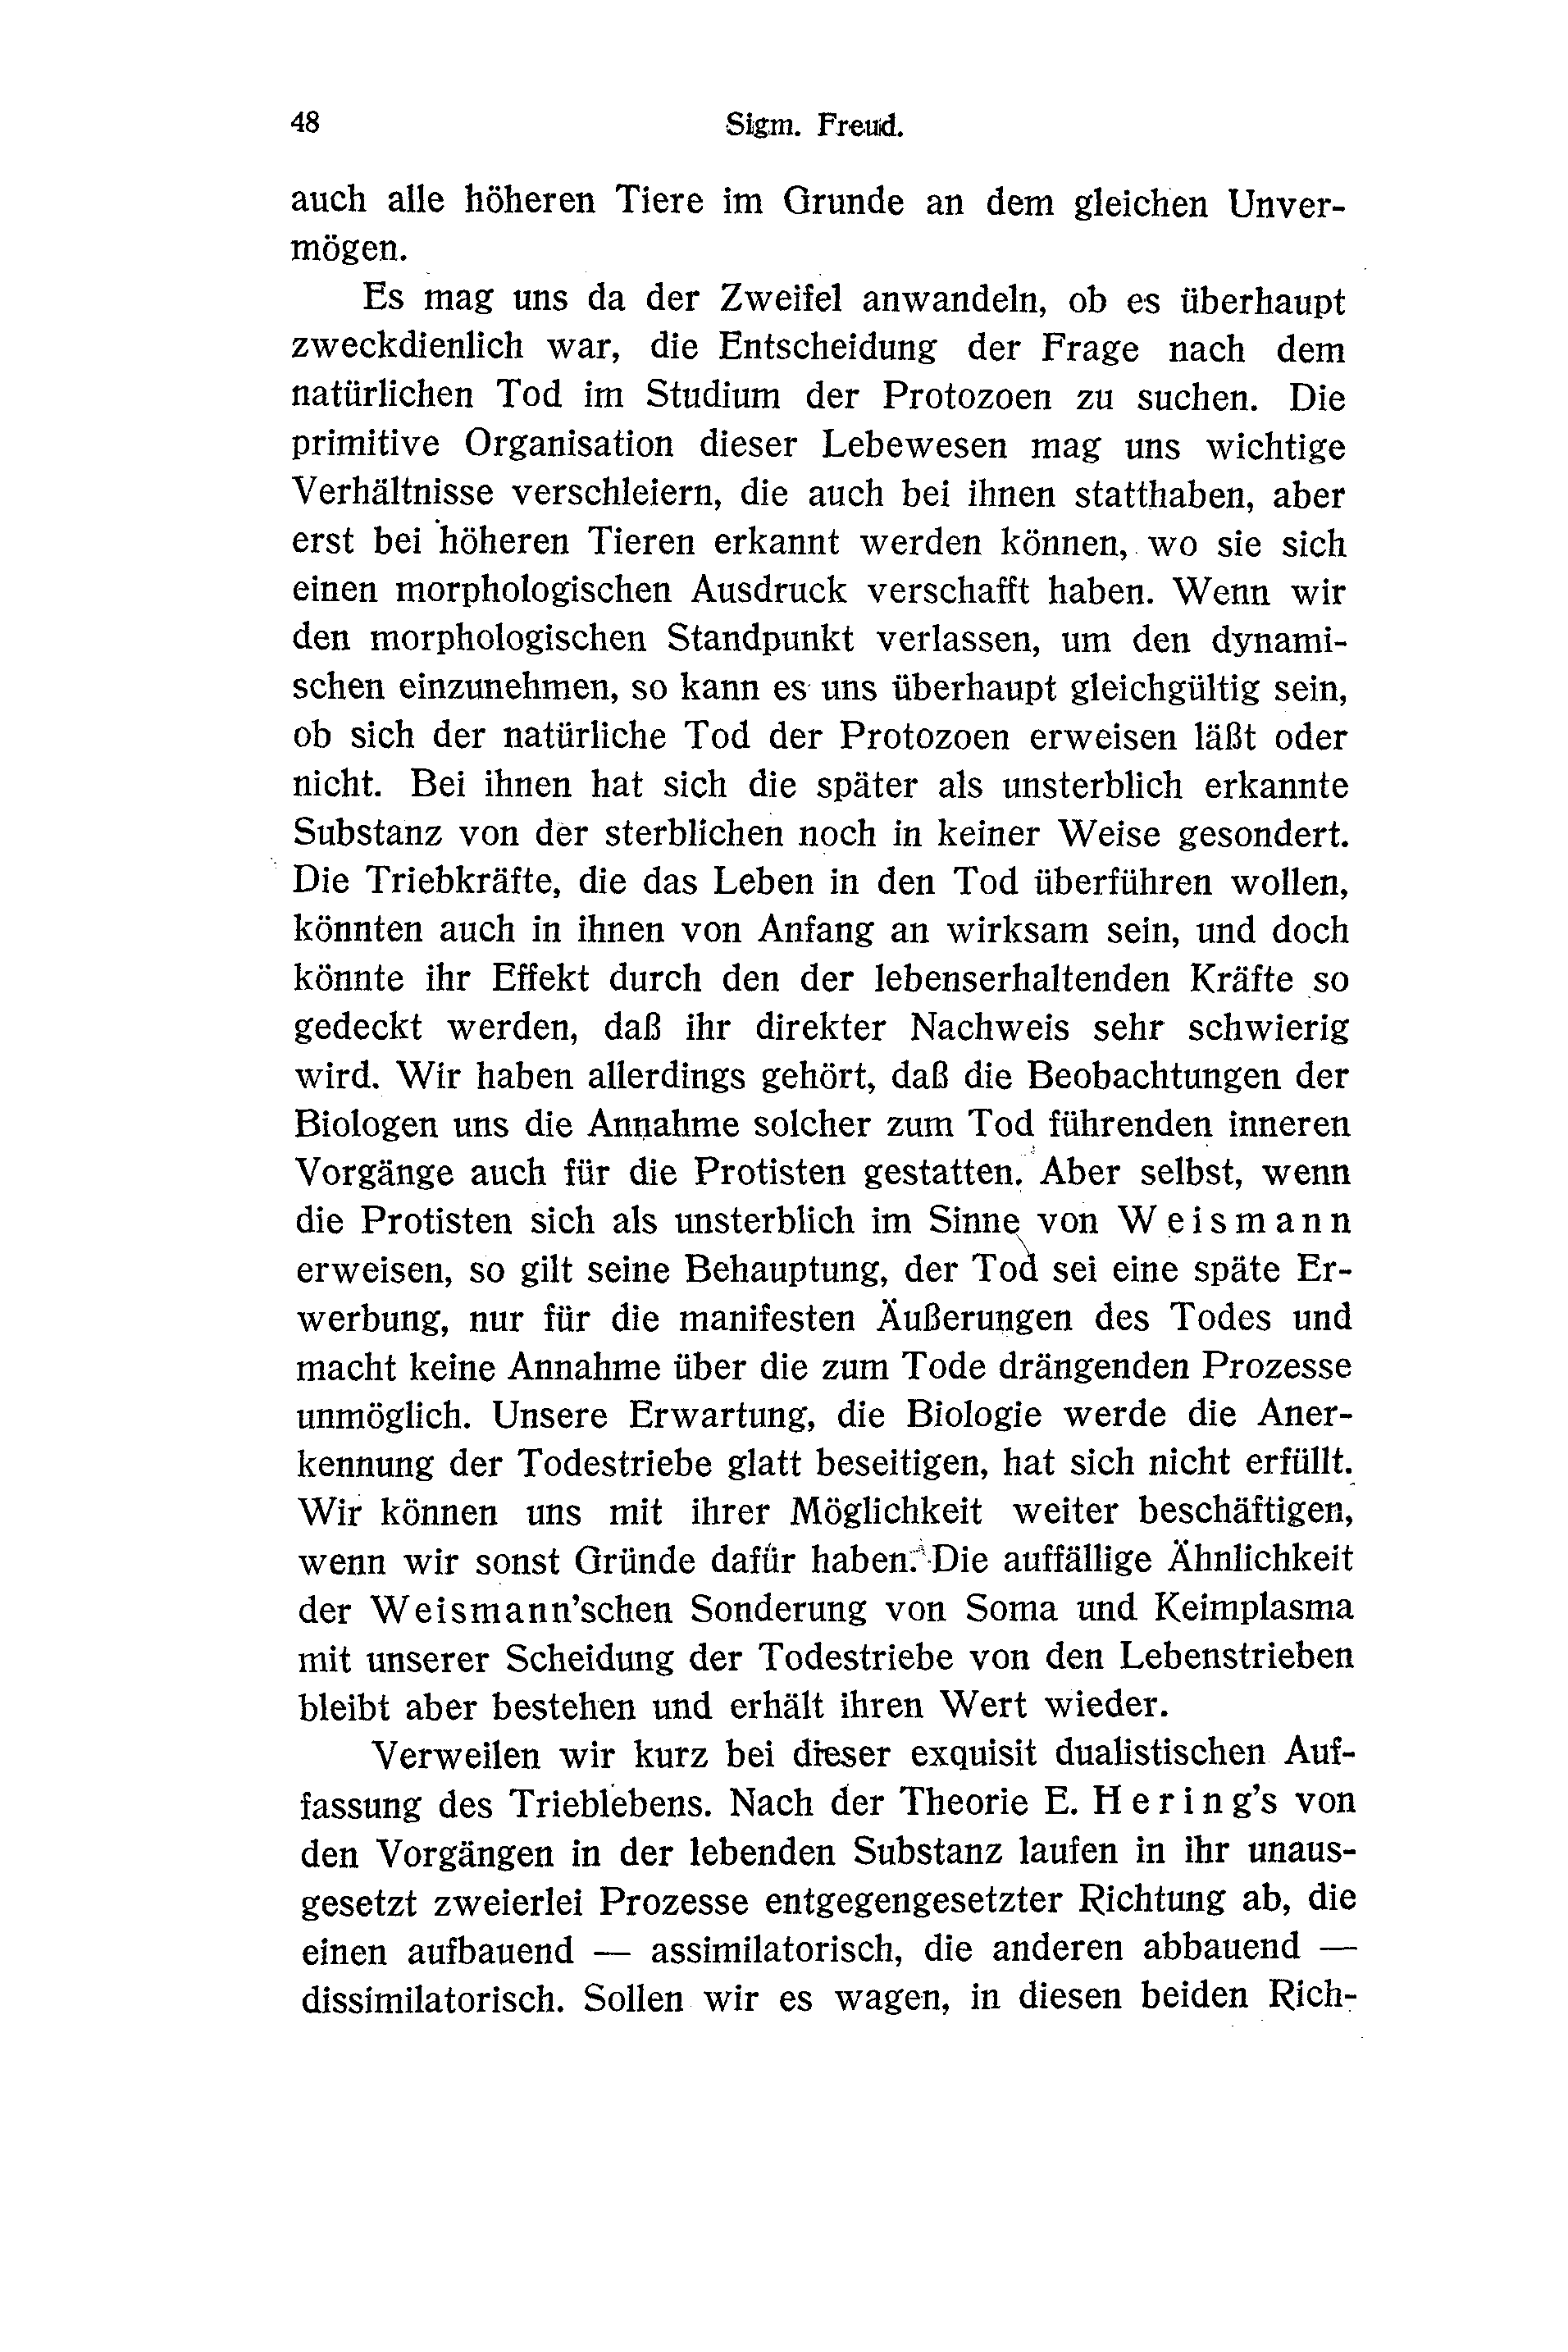 48
Sigm. Freud.
auch alle höheren Tiere im Grunde an dem gleichen Unver-
mögen.
Es mag uns da der Zweifel anwandeln, ob es überhaupt
zweckdienlich war, die Entscheidung der Frage nach dem
natürlichen Tod im Studium der Protozoen zu suchen. Die
primitive Organisation dieser Lebewesen mag uns wichtige
Verhältnisse verschleiern, die auch bei ihnen statthaben, aber
erst bei höheren Tieren erkannt werden können, wo sie sich
einen morphologischen Ausdruck verschafft haben. Wenn wir
den morphologischen Standpunkt verlassen, um den dynami-
schen einzunehmen, so kann es uns überhaupt gleichgültig sein,
ob sich der natürliche Tod der Protozoen erweisen läßt oder
nicht. Bei ihnen hat sich die später als unsterblich erkannte
Substanz von der sterblichen noch in keiner Weise gesondert.
Die Triebkräfte, die das Leben in den Tod überführen wollen,
könnten auch in ihnen von Anfang an wirksam sein, und doch
könnte ihr Effekt durch den der lebenserhaltenden Kräfte so
gedeckt werden, daß ihr direkter Nachweis sehr schwierig
wird. Wir haben allerdings gehört, daß die Beobachtungen der
Biologen uns die Annahme solcher zum Tod führenden inneren
Vorgänge auch für die Protisten gestatten. Aber selbst, wenn
die Protisten sich als unsterblich im Sinne von Weismann
erweisen, so gilt seine Behauptung, der Tod sei eine späte Er-
werbung, nur für die manifesten Äußerungen des Todes und
macht keine Annahme über die zum Tode drängenden Prozesse
unmöglich. Unsere Erwartung, die Biologie werde die Aner-
kennung der Todestriebe glatt beseitigen, hat sich nicht erfüllt.
Wir können uns mit ihrer Möglichkeit weiter beschäftigen,
wenn wir sonst Gründe dafür haben. Die auffällige Ähnlichkeit
der Weismann'schen Sonderung von Soma und Keimplasma
mit unserer Scheidung der Todestriebe von den Lebenstrieben
bleibt aber bestehen und erhält ihren Wert wieder.
Verweilen wir kurz bei dieser exquisit dualistischen Auf-
fassung des Trieblebens. Nach der Theorie E. Hering's von
den Vorgängen in der lebenden Substanz laufen in ihr unaus-
gesetzt zweierlei Prozesse entgegengesetzter Richtung ab, die
einen aufbauend — assimilatorisch, die anderen abbauend —
dissimilatorisch. Sollen wir es wagen, in diesen beiden Rich-